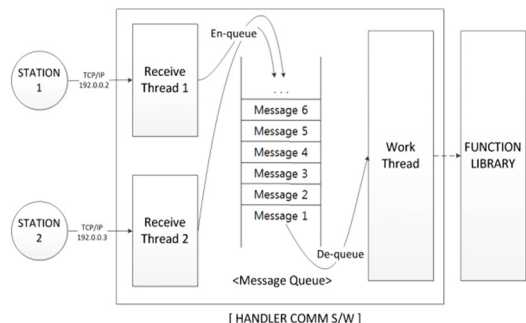 STATION
1
TCP/IP
192.0.0.2
Receive
Thread 1
En-queue
...
Message 6
Message 5
Message 4
Message 3
Message 2
Message 1
Work
Thread
FUNCTION
LIBRARY
STATION
2
TCP/IP
192.0.0.3
Receive
Thread 2
De-queue
<Message Queue>
[ HANDLER COMM S/W ]